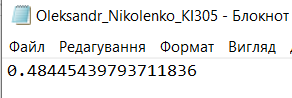 Oleksandr_Nikolenko_KI305 - Блокнот
Файл Редагування Формат Вигляд
0.48445439793711836